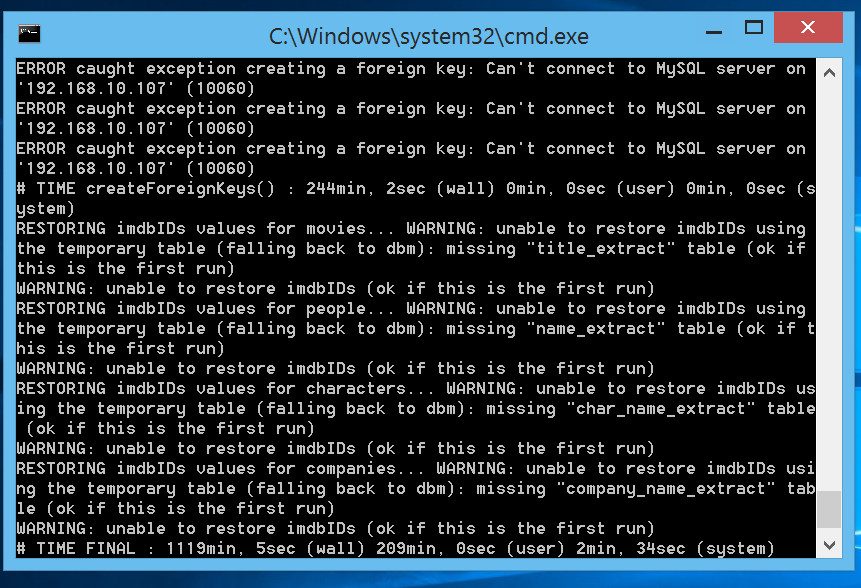 C:\Windows\system32\cmd.exe
ERROR caught exception creating a foreign key: Can't connect to MySQL server on
'192.168.10.107' (10060)
ERROR caught exception creating a foreign key: Can't connect to MySQL server on
'192.168.10.107' (10060)
ERROR caught exception creating a foreign key: Can't connect to MySQL server on
'192.168.10.107' (10060)
# TIME createForeignKeys() : 244min, 2sec (wall) 0min, 0sec (user) 0min, 0sec (s
ystem)
RESTORING imdbIDs values for movies... WARNING: unable to restore imdbIDs using
the temporary table (falling back to dbm): missing "title_extract" table (ok if
this is the first run)
WARNING: unable to restore imdbIDs (ok if this is the first run)
RESTORING imdbIDs values for people... WARNING: unable to restore imdbIDs using
the temporary table (falling back to dbm): missing "name_extract" table (ok if t
his is the first run)
WARNING: unable to restore imdbIDs (ok if this is the first run)
RESTORING imdbIDs values for characters... WARNING: unable to restore imdbIDs us
ing the temporary table (falling back to dbm): missing "char_name_extract" table
(ok if this is the first run)
WARNING: unable to restore imdbIDs (ok if this is the first run)
RESTORING imdbIDs values for companies... WARNING: unable to restore imdbIDs usi
ng the temporary table (falling back to dbm): missing "company_name_extract" tab
le (ok if this is the first run)
WARNING: unable to restore imdbIDs (ok if this is the first run)
# TIME FINAL : 1119min, 5sec (wall) 209min, 0sec (user) 2min, 34sec (system)